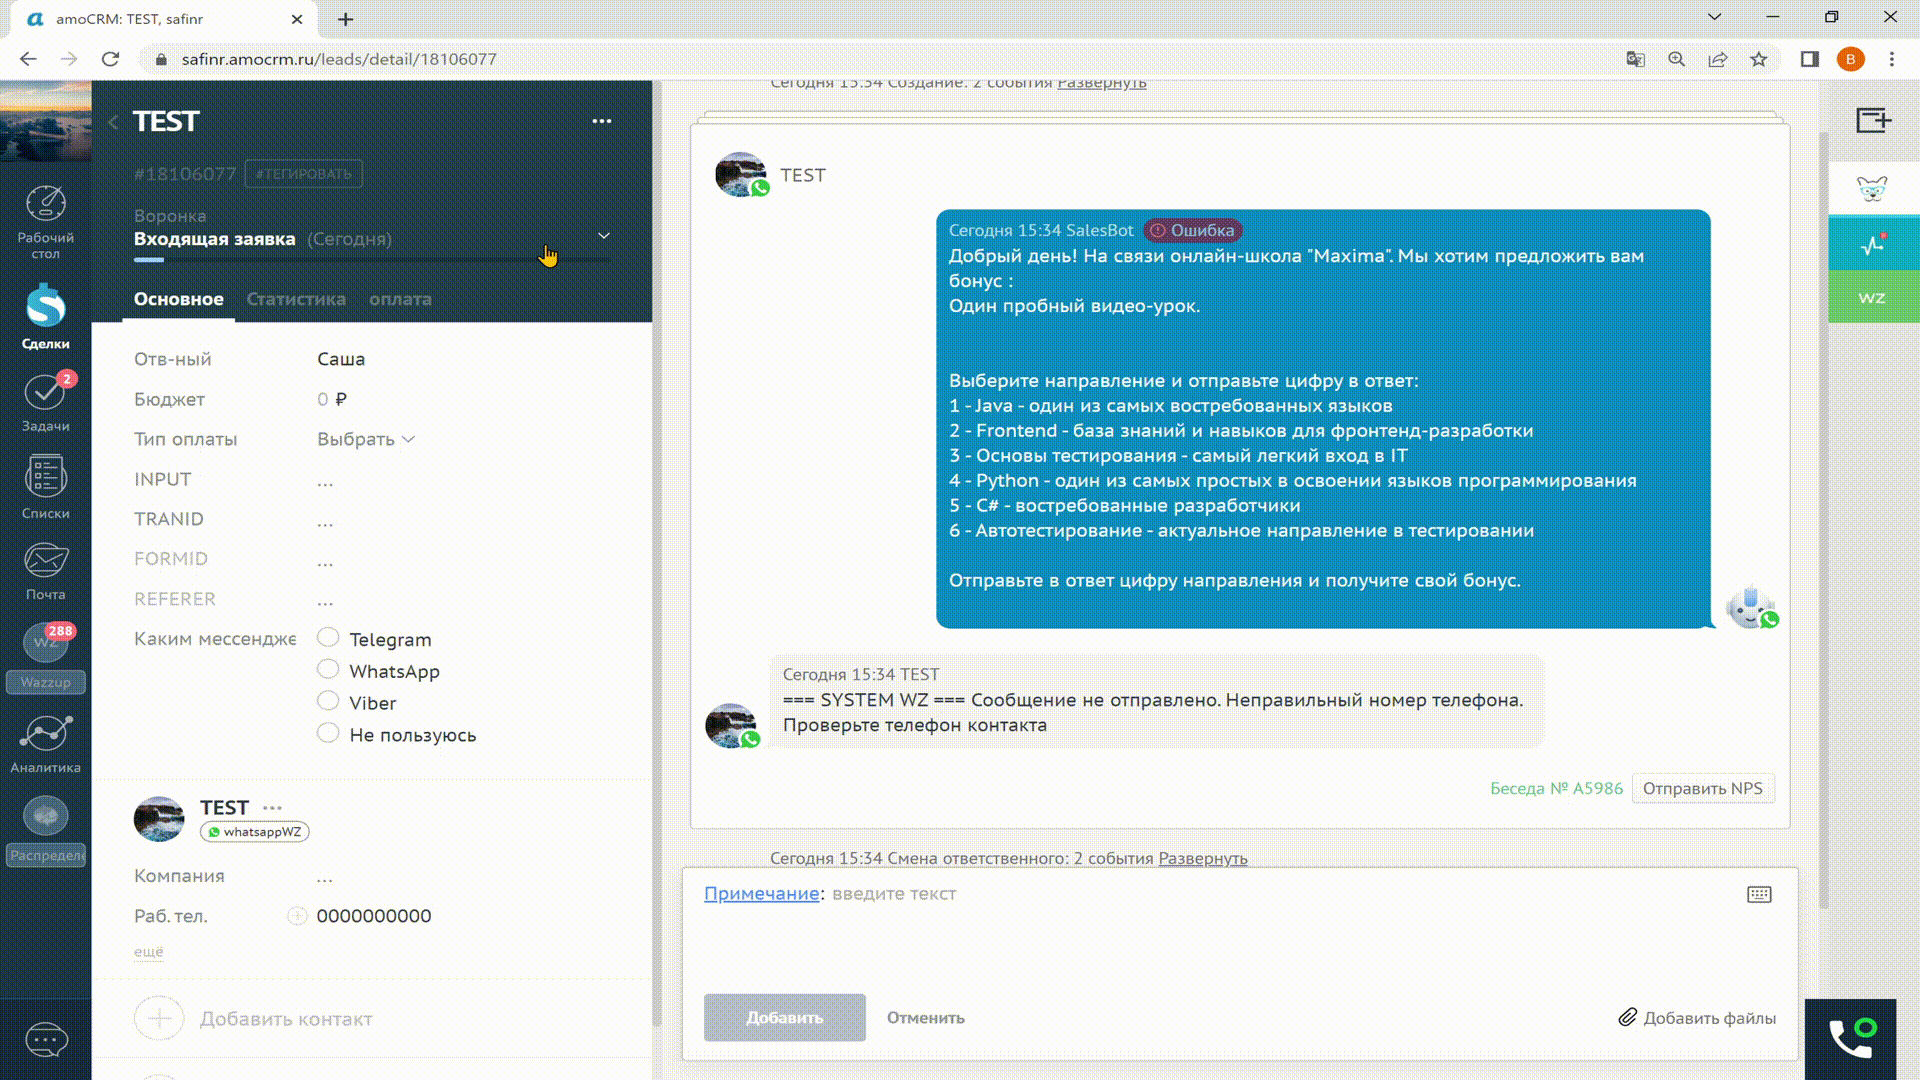 amoCRM: TEST, safinr
safinr.amocrm.ru/leads/detail/18106077
B
Рабочий
стол
Сделки
2
Задачи
Списки
Почта
288
WZ
Wazzup
Аналитика
TEST
#18106077 #ТЕГИРОВАТЬ
Воронка
Входящая заявка (Сегодня)
Основное Статистика оплата
Отв-ный Саша
Бюджет 0 ₽
Тип оплаты Выбрать
INPUT ...
TRANID ...
FORMID ...
REFERER ...
Каким мессендже
Telegram
WhatsApp
Viber
Не пользуюсь
TEST ...
whatsappWZ
Компания ...
Раб. тел. 0000000000
ещё
Добавить контакт
Сегодня 15:34 Создание: 2 события Развернуть
TEST
Сегодня 15:34 SalesBot Ошибка
Добрый день! На связи онлайн-школа "Maxima". Мы хотим предложить вам
бонус :
Один пробный видео-урок.
Выберите направление и отправьте цифру в ответ:
1 - Java - один из самых востребованных языков
2 - Frontend - база знаний и навыков для фронтенд-разработки
3 - Основы тестирования - самый легкий вход в IT
4 - Python - один из самых простых в освоении языков программирования
5 - C# - востребованные разработчики
6 - Автотестирование - актуальное направление в тестировании
Отправьте в ответ цифру направления и получите свой бонус.
Сегодня 15:34 TEST
=== SYSTEM WZ === Сообщение не отправлено. Неправильный номер телефона.
Проверьте телефон контакта
Беседа № A5986 Отправить NPS
Сегодня 15:34 Смена ответственного: 2 события Развернуть
Примечание: введите текст
Добавить Отменить
Добавить файлы
WZ